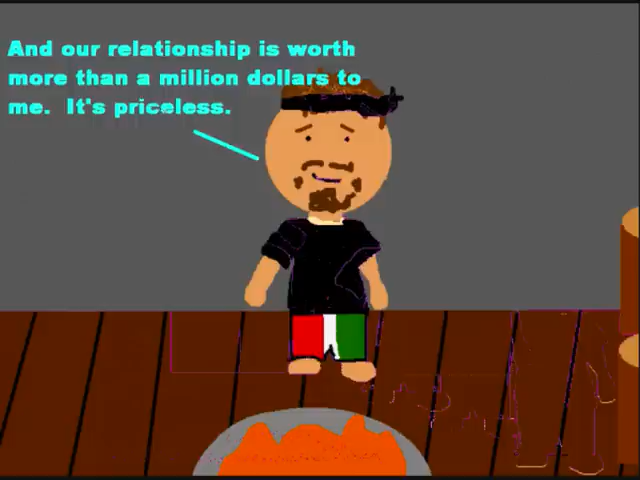 And our relationship is worth
more than a million dollars to
me.  It's priceless.